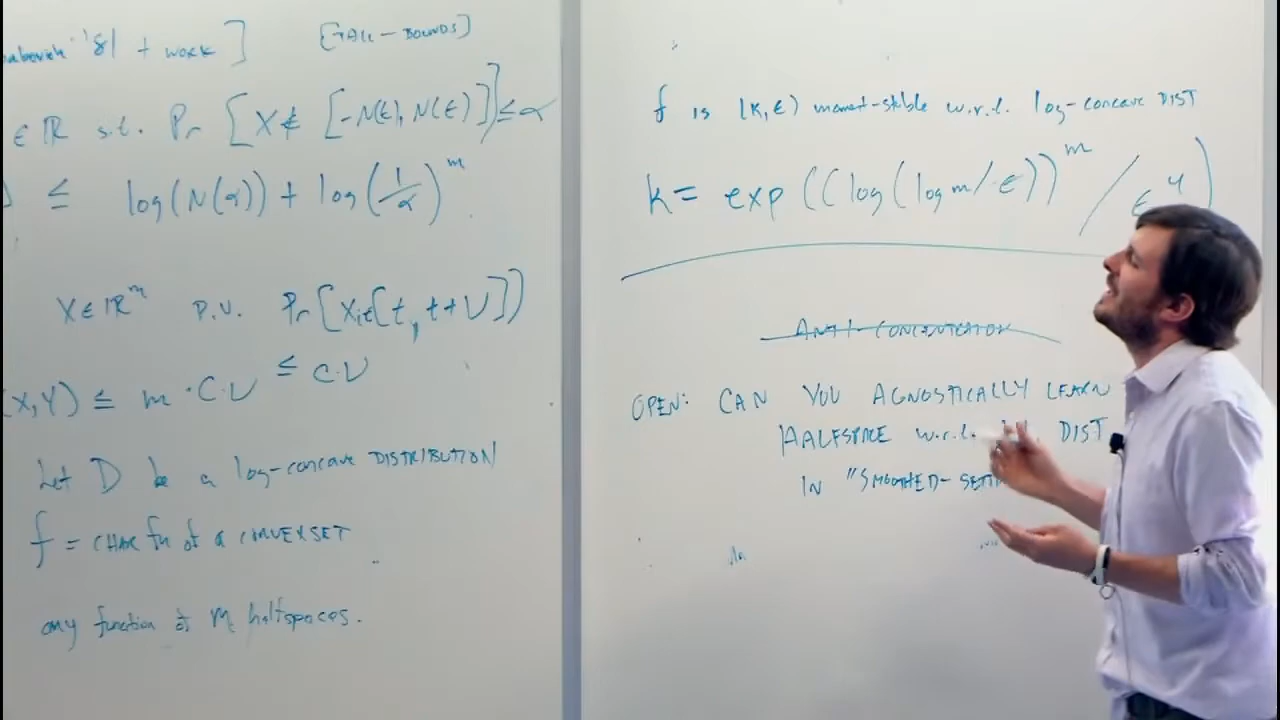 '81 + work]
[TAIL-BOUNDS]
∈ ℝ s.t. Pr [X ∉ [-N(ε), N(ε)]] ≤ α
≤ log(N(α)) + log(1/α)^m
X ∈ ℝ^m r.v. Pr[X_i ∈ [t, t+U])
≤ C·U
(X,Y) ≤ m·C·U
Let D be a log-concave DISTRIBUTION
f = CHAR fn of a CONVEX SET
any function of M halfspaces.
f is (K, ε) moment-stable w.r.t. log-concave DIST
k = exp((log(log m/ε))^m / ε^4)
ANTI-CONCENTRATION
OPEN: CAN YOU AGNOSTICALLY LEARN
HALFSPACE w.r.t. DIST
IN "SMOOTHED-